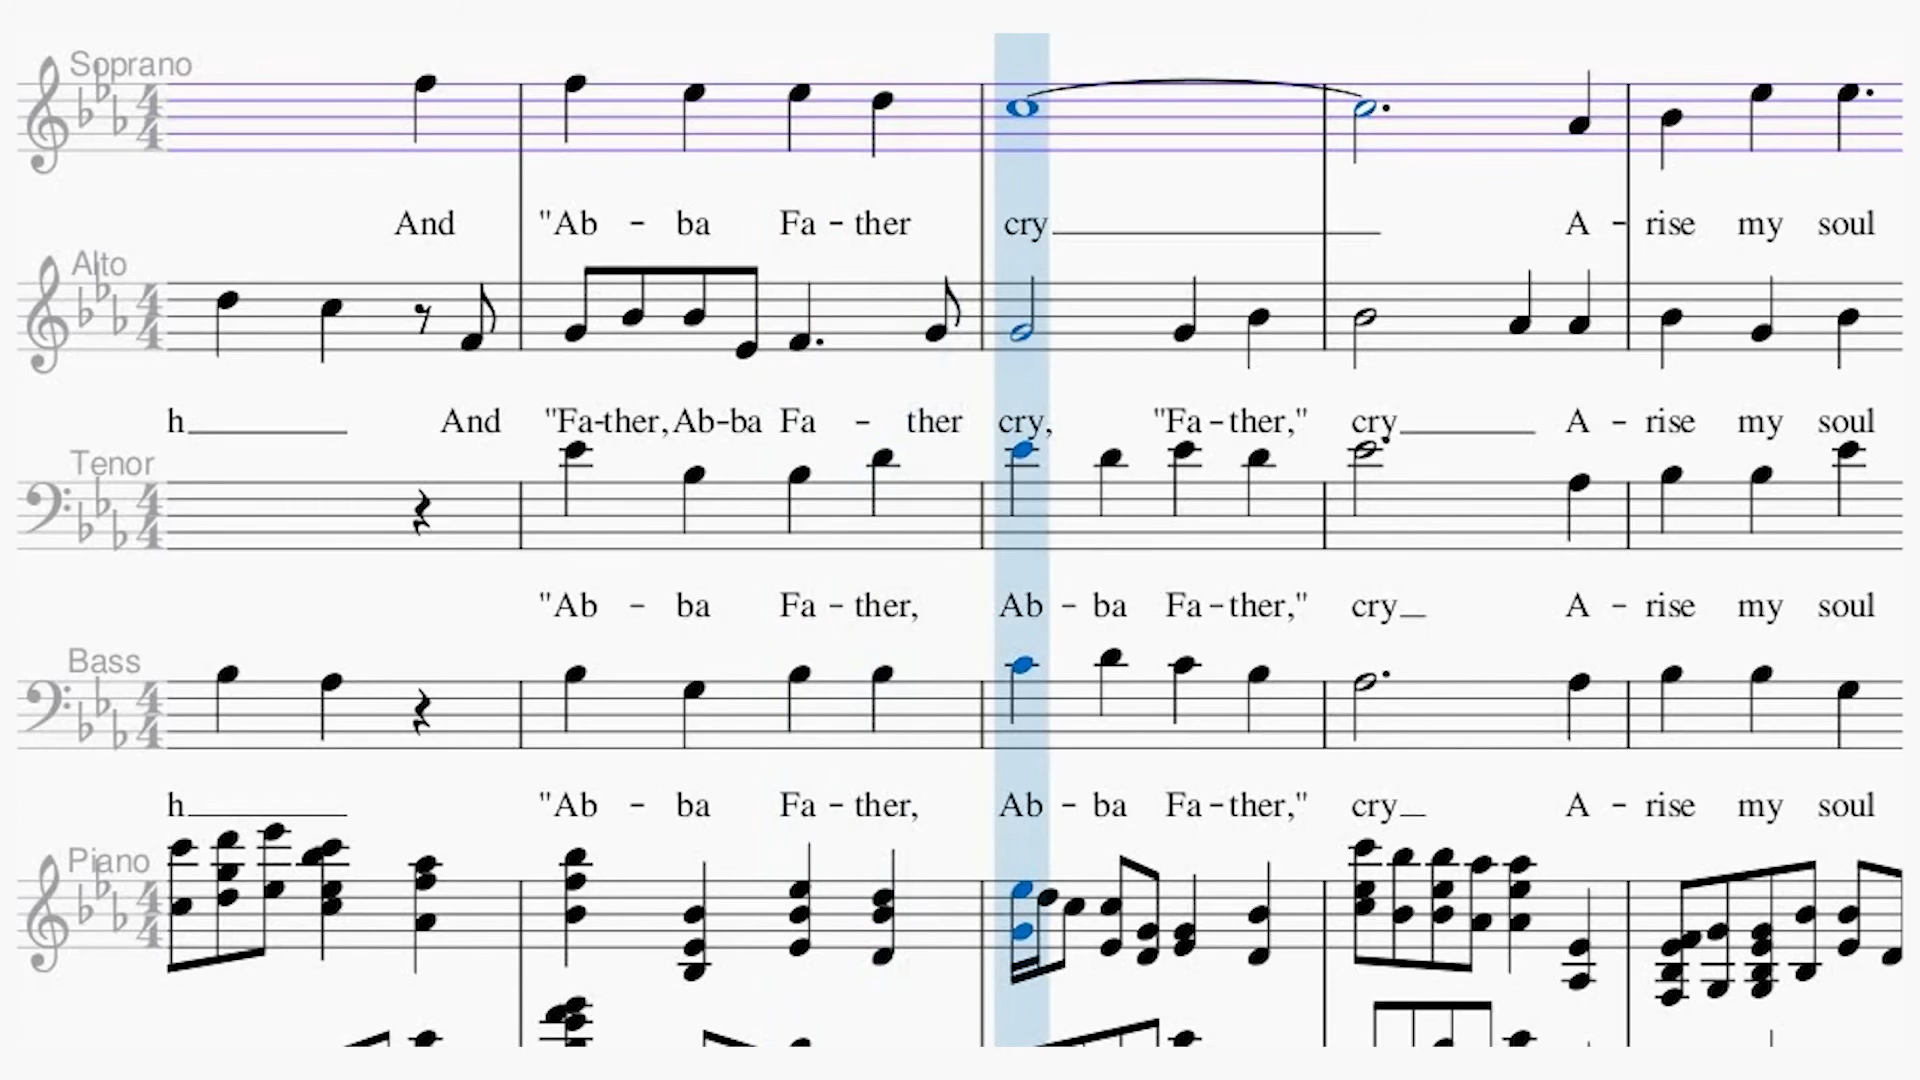 Soprano
And "Ab - ba Fa - ther cry A - rise my soul
Alto
h And "Fa-ther, Ab-ba Fa - ther cry, "Fa-ther," cry A - rise my soul
Tenor
"Ab - ba Fa - ther, Ab - ba Fa-ther," cry A - rise my soul
Bass
h "Ab - ba Fa - ther, Ab - ba Fa-ther," cry A - rise my soul
Piano